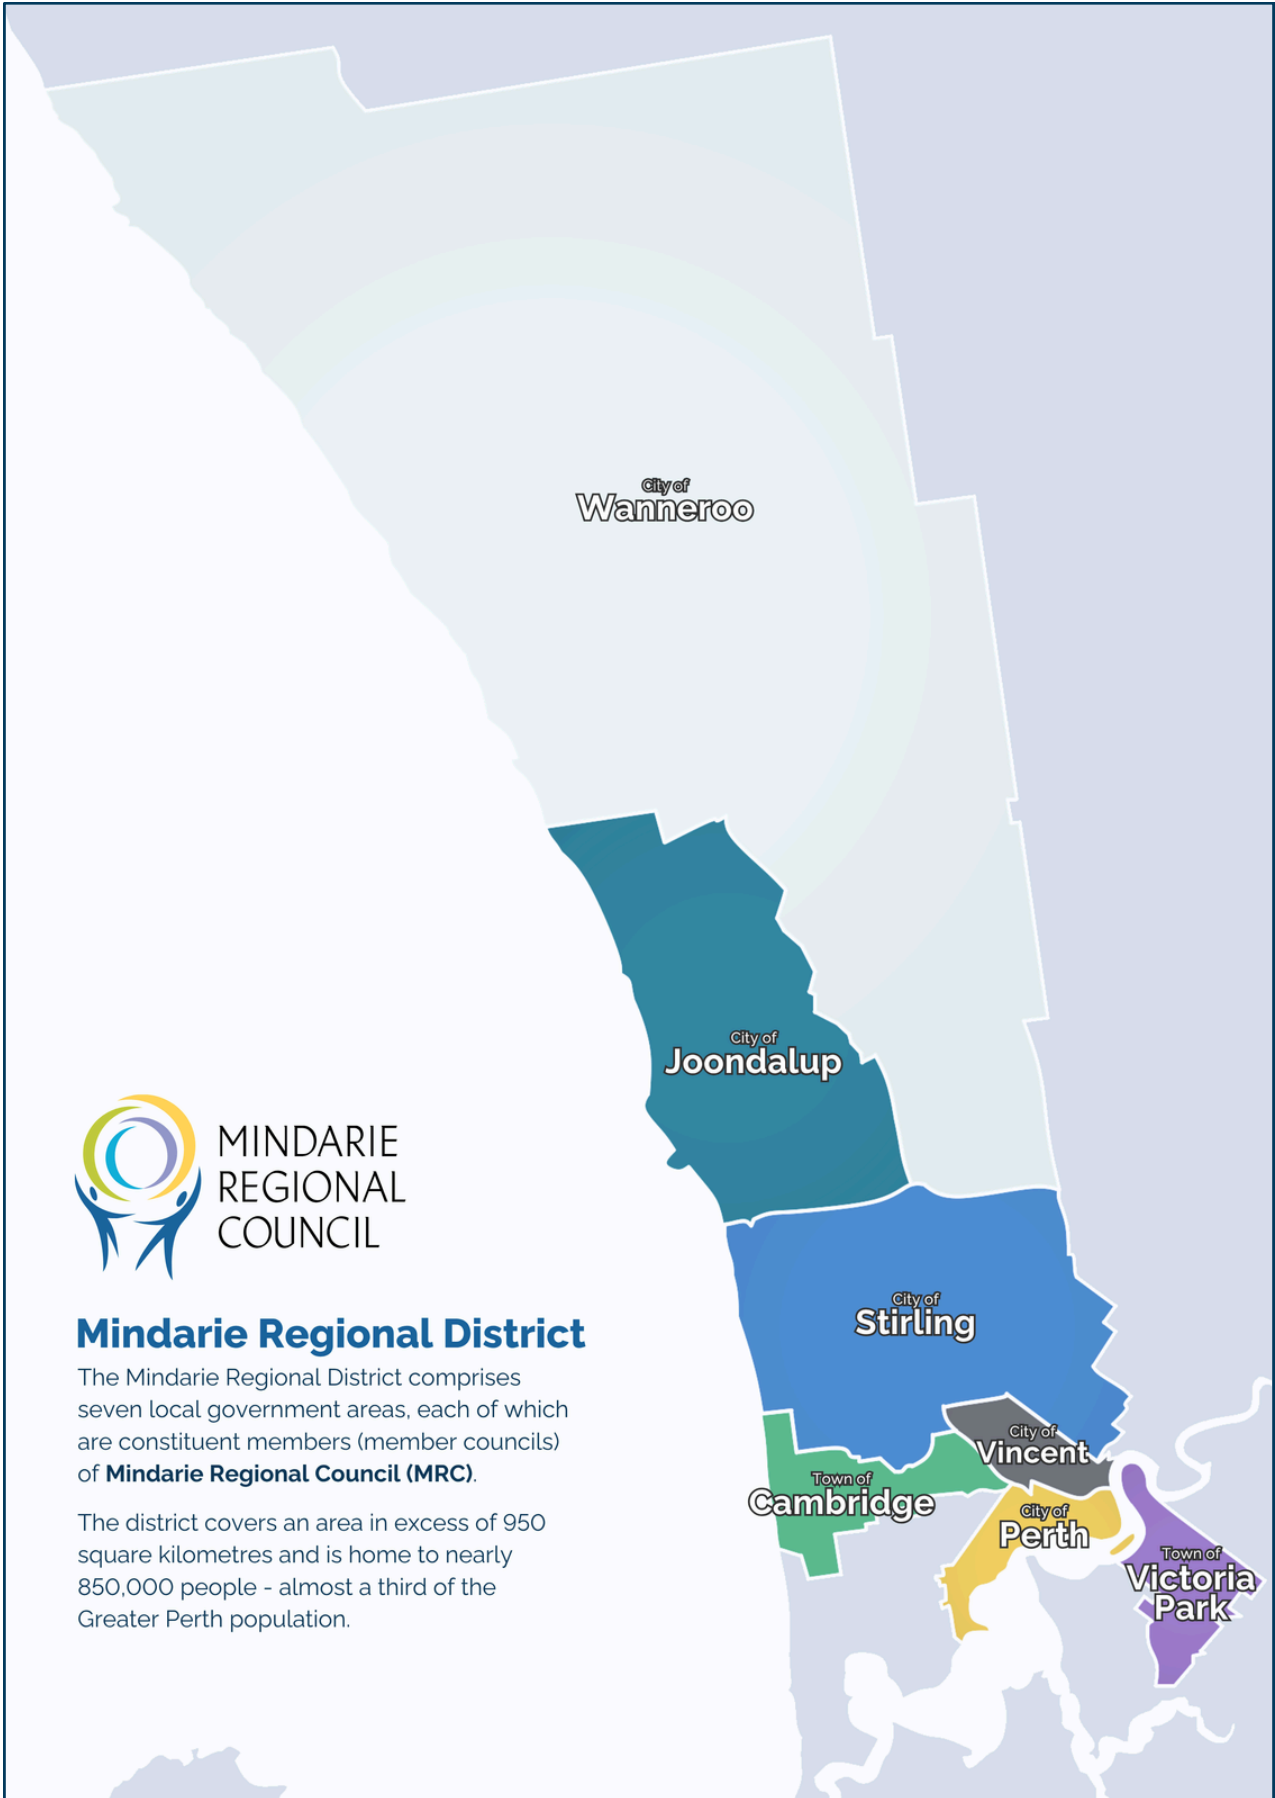 City of
Wanneroo
City of
Joondalup
MINDARIE
REGIONAL
COUNCIL
City of
Stirling
Mindarie Regional District
The Mindarie Regional District comprises
seven local government areas, each of which
are constituent members (member councils)
of Mindarie Regional Council (MRC).
The district covers an area in excess of 950
square kilometres and is home to nearly
850,000 people - almost a third of the
Greater Perth population.
City of
Vincent
Town of
Cambridge
City of
Perth
Town of
Victoria
Park